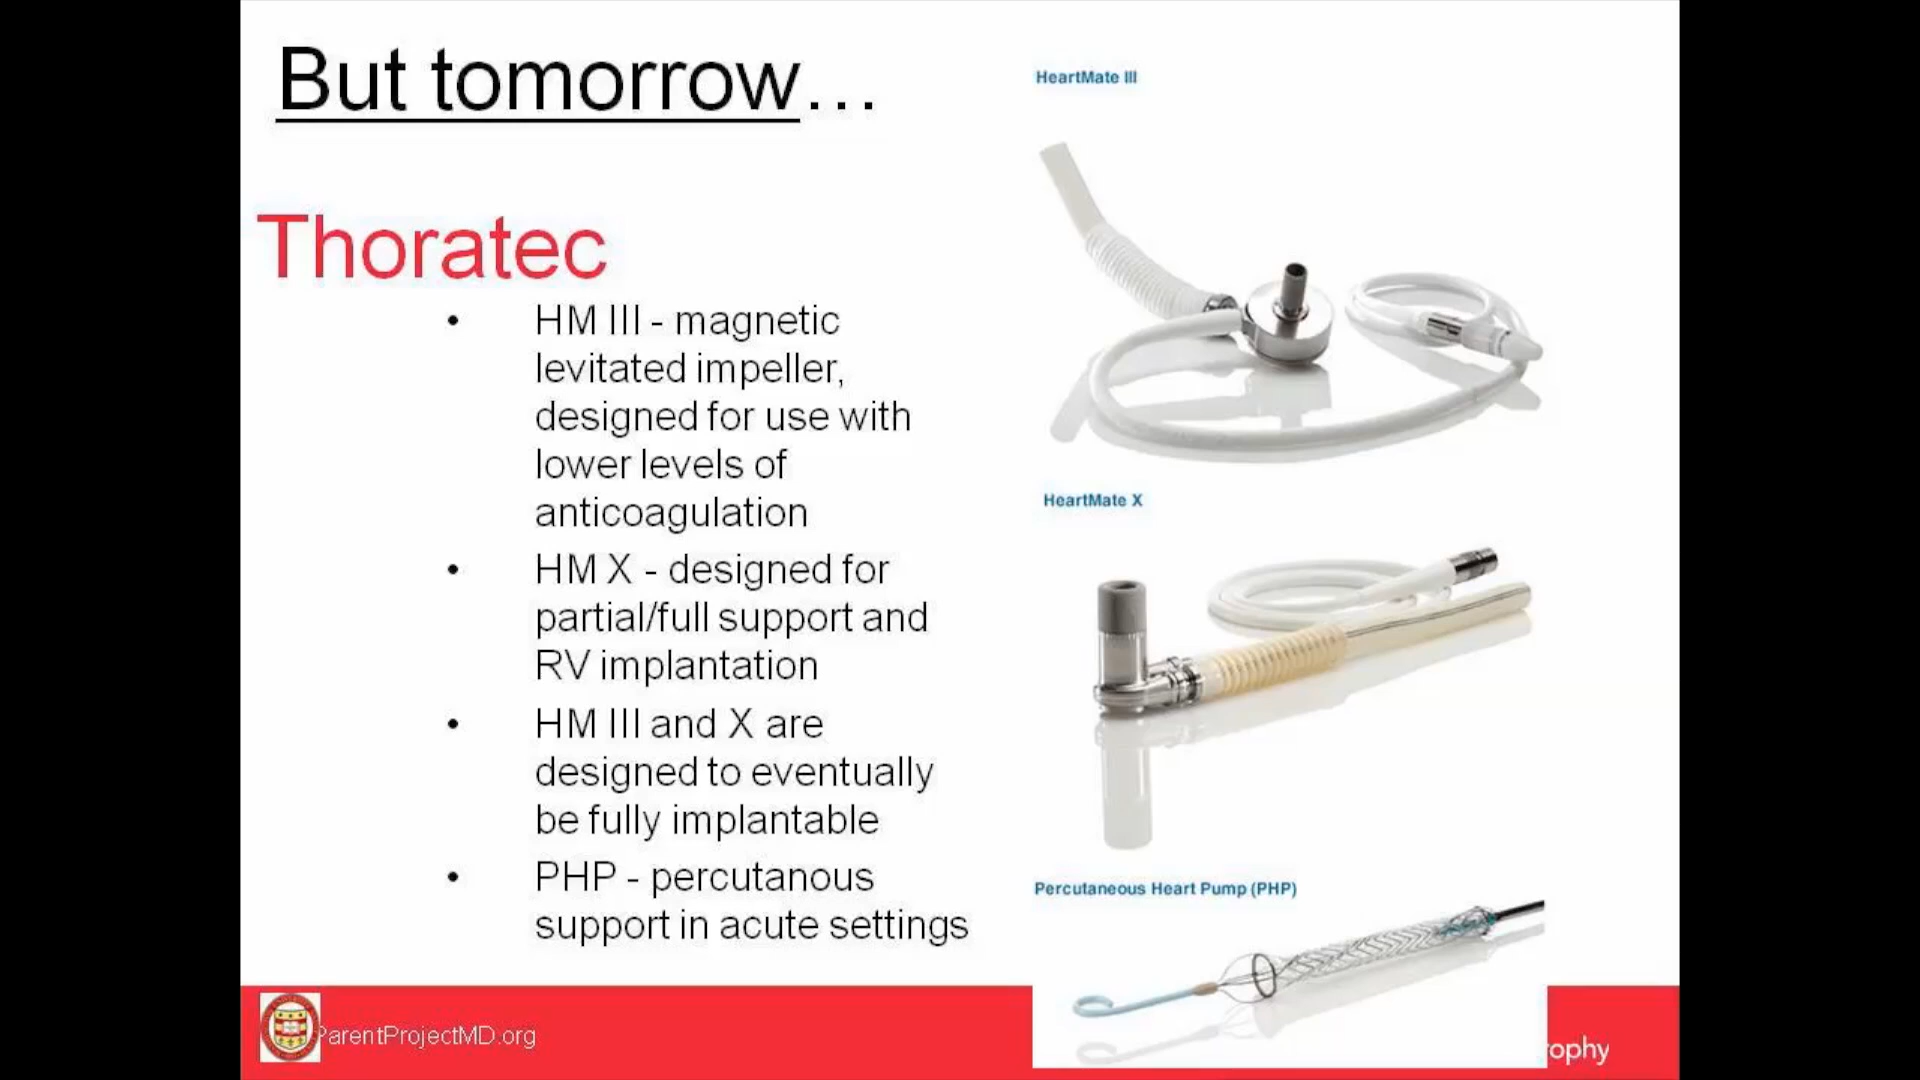 But tomorrow...
Thoratec
• HM III - magnetic
levitated impeller,
designed for use with
lower levels of
anticoagulation
• HM X - designed for
partial/full support and
RV implantation
• HM III and X are
designed to eventually
be fully implantable
• PHP - percutanous
support in acute settings
HeartMate III
HeartMate X
Percutaneous Heart Pump (PHP)
ParentProjectMD.org
rophy